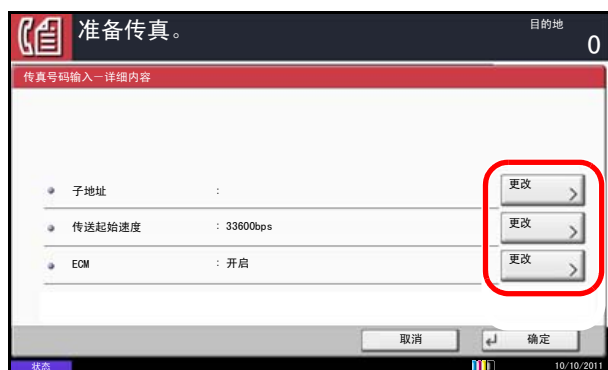 准备传真。
目的地
0
传真号码输入－详细内容
子地址 : 更改
传送起始速度 : 33600bps 更改
ECM : 开启 更改
取消 确定
状态 10/10/2011